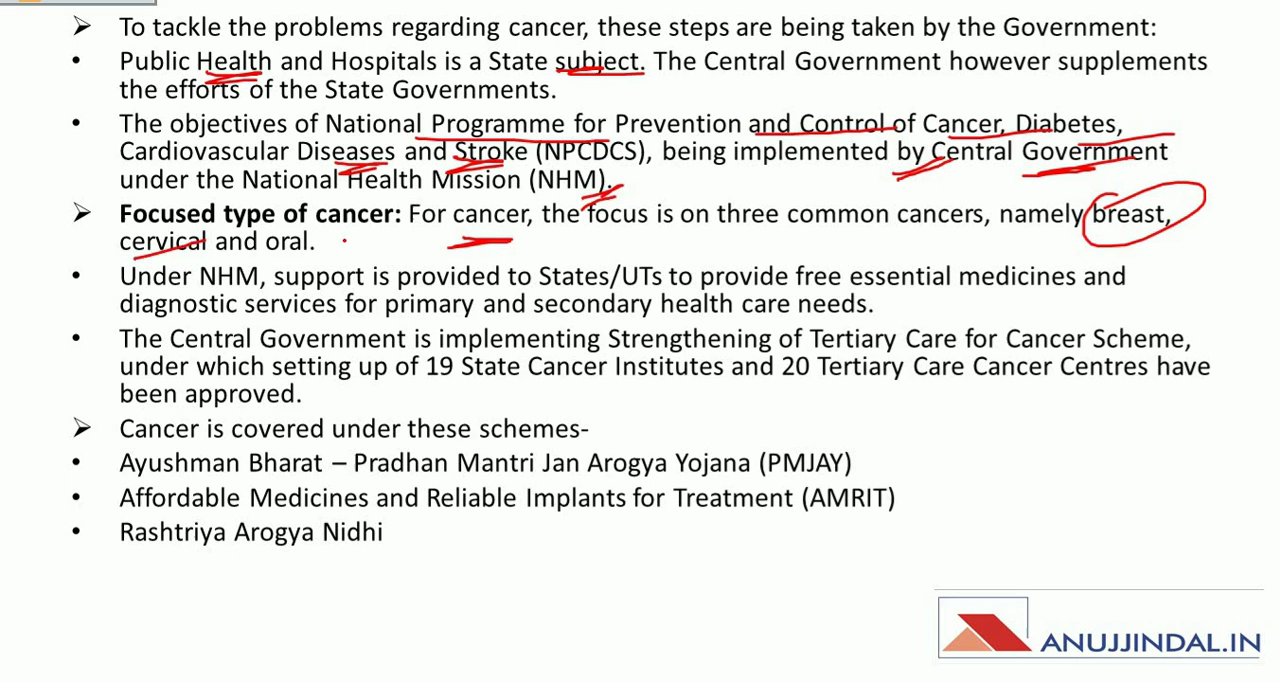 ➢ To tackle the problems regarding cancer, these steps are being taken by the Government:
• Public Health and Hospitals is a State subject. The Central Government however supplements
the efforts of the State Governments.
• The objectives of National Programme for Prevention and Control of Cancer, Diabetes,
Cardiovascular Diseases and Stroke (NPCDCS), being implemented by Central Government
under the National Health Mission (NHM).
➢ Focused type of cancer: For cancer, the focus is on three common cancers, namely breast,
cervical and oral.
• Under NHM, support is provided to States/UTs to provide free essential medicines and
diagnostic services for primary and secondary health care needs.
• The Central Government is implementing Strengthening of Tertiary Care for Cancer Scheme,
under which setting up of 19 State Cancer Institutes and 20 Tertiary Care Cancer Centres have
been approved.
➢ Cancer is covered under these schemes-
• Ayushman Bharat – Pradhan Mantri Jan Arogya Yojana (PMJAY)
• Affordable Medicines and Reliable Implants for Treatment (AMRIT)
• Rashtriya Arogya Nidhi
ANUJJINDAL.IN